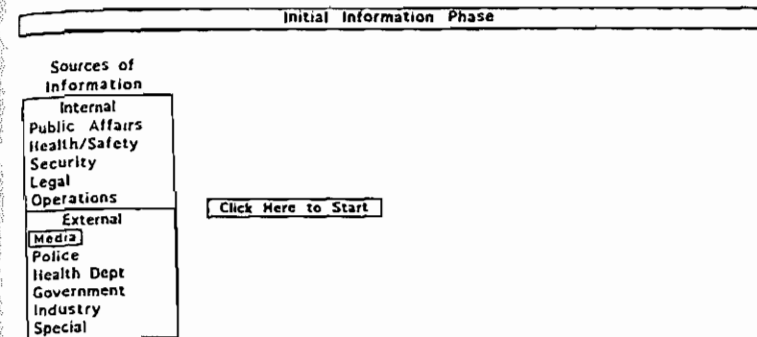 Initial Information Phase
Sources of
Information
Internal
Public Affairs
Health/Safety
Security
Legal
Operations
Click Here to Start
External
Media
Police
Health Dept
Government
Industry
Special